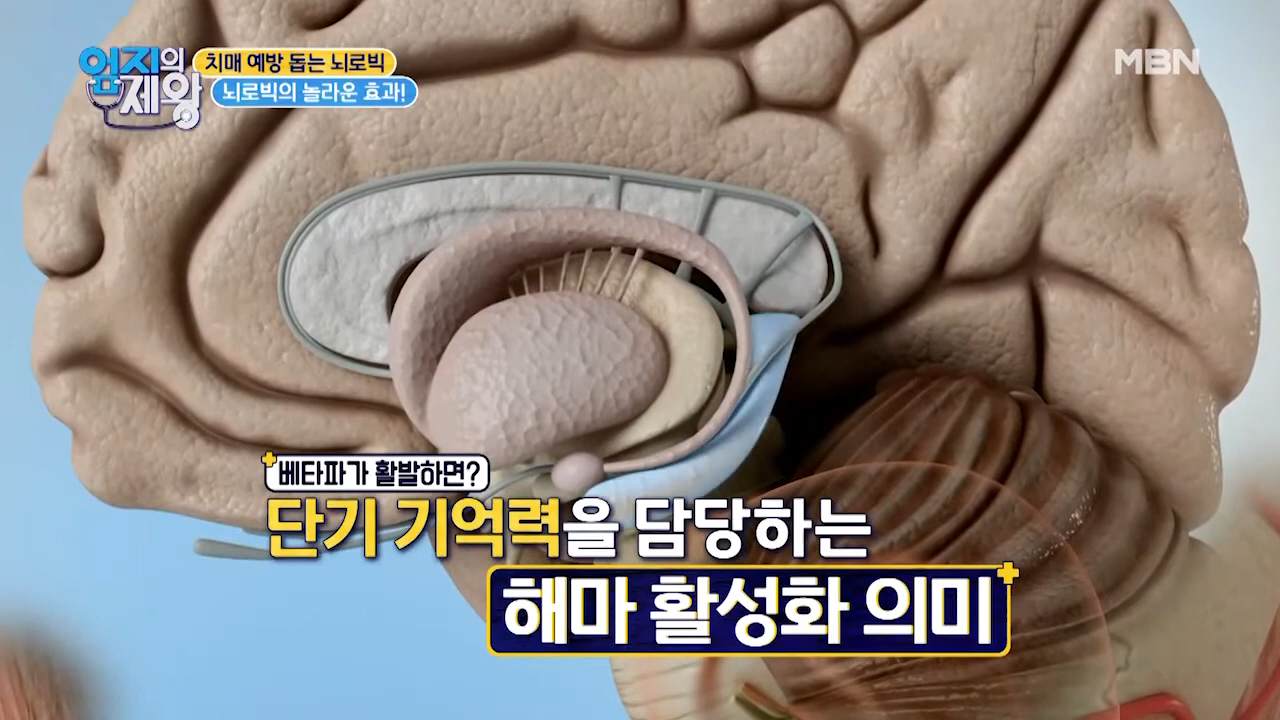 엄지의 제왕
치매 예방 돕는 뇌로빅
뇌로빅의 놀라운 효과!
MBN
베타파가 활발하면?
단기 기억력을 담당하는
해마 활성화 의미